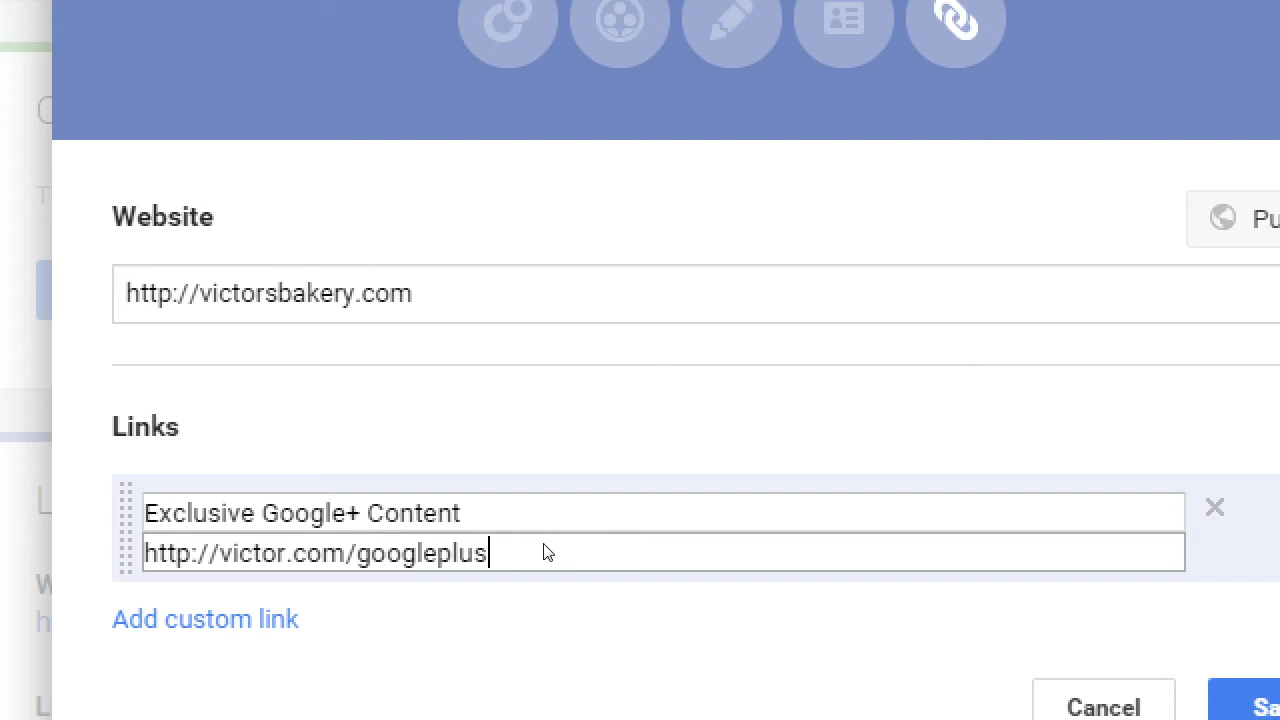 Website
http://victorsbakery.com
Links
Exclusive Google+ Content
http://victor.com/googleplus
Add custom link
Cancel